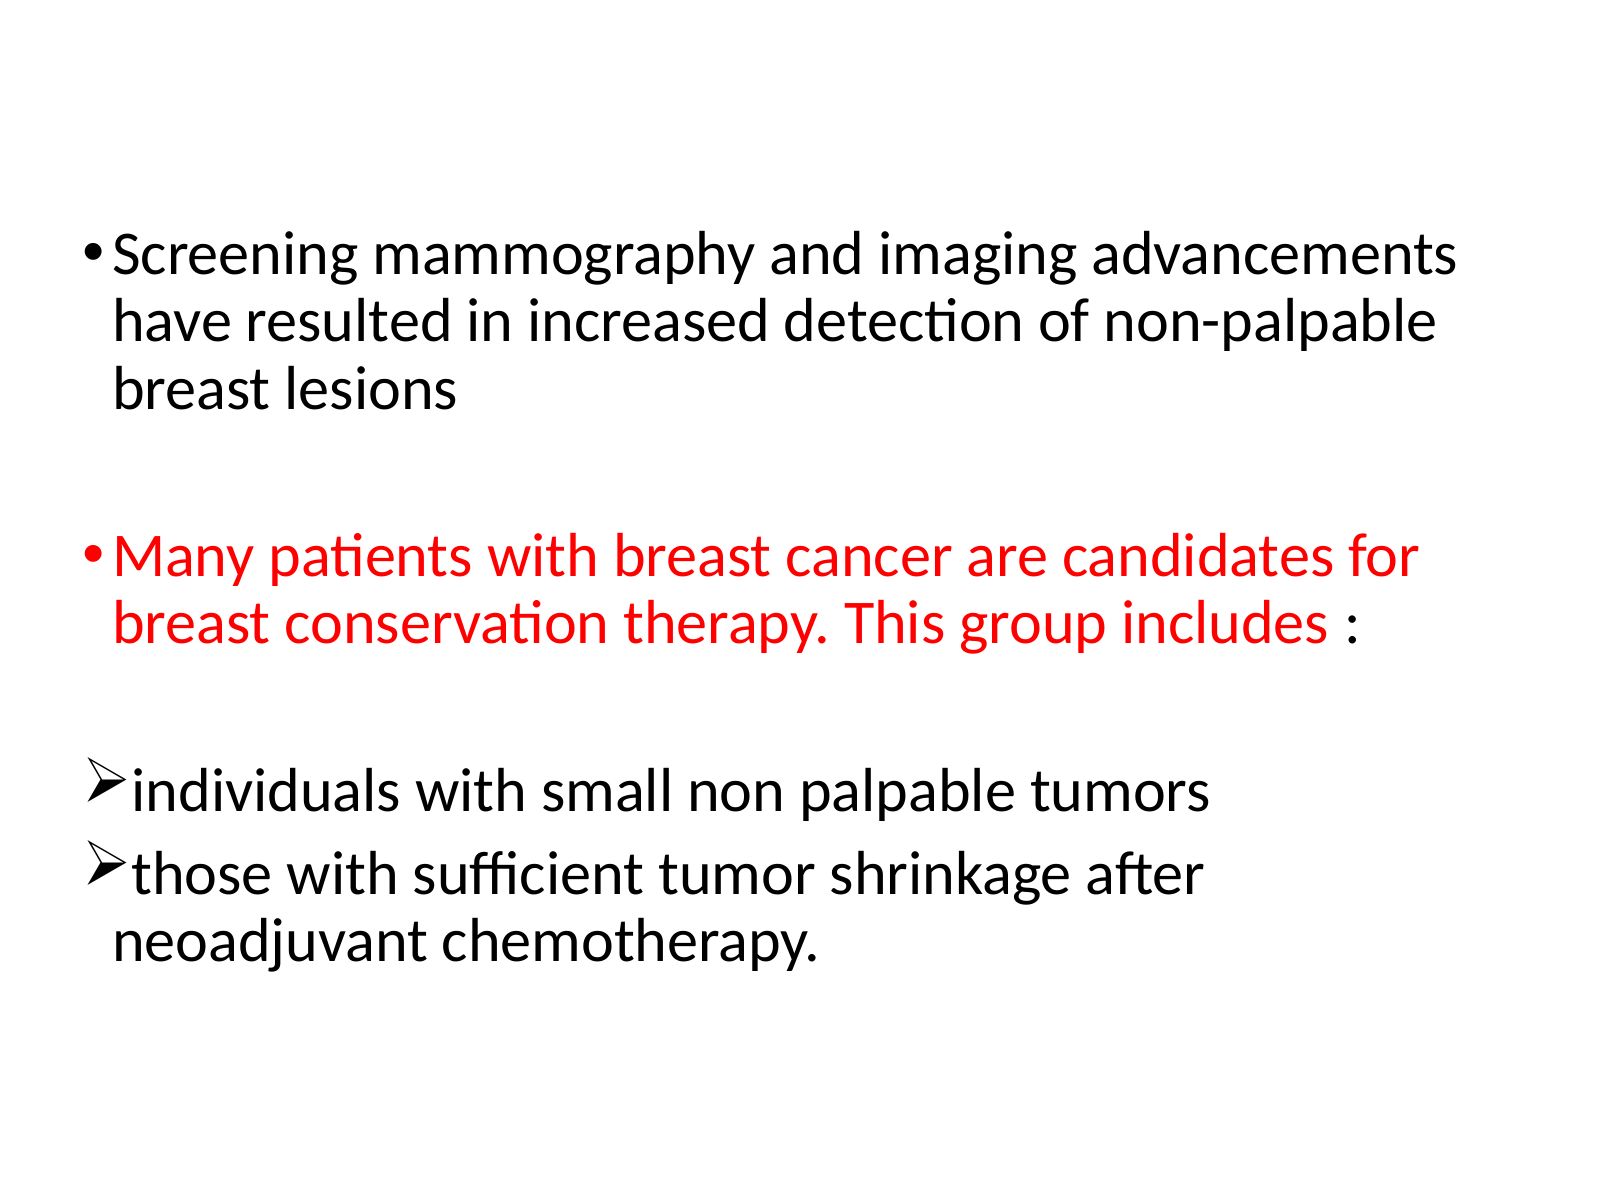 • Screening mammography and imaging advancements
have resulted in increased detection of non-palpable
breast lesions
• Many patients with breast cancer are candidates for
breast conservation therapy. This group includes :
➢ individuals with small non palpable tumors
➢ those with sufficient tumor shrinkage after
neoadjuvant chemotherapy.